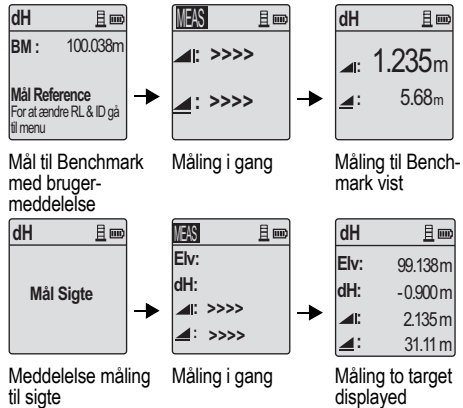 dH
BM : 100.038m
Mål Reference
For at ændre RL & ID gå
til menu
Mål til Benchmark
med bruger-
meddelelse
MEAS
: >>>>
: >>>>
Måling i gang
dH
: 1.235m
: 5.68m
Måling til Bench-
mark vist
dH
Mål Sigte
Meddelelse måling
til sigte
MEAS
Elv:
dH:
: >>>>
: >>>>
Måling i gang
dH
Elv: 99.138m
dH: -0.900m
: 2.135m
: 31.11m
Måling to target
displayed